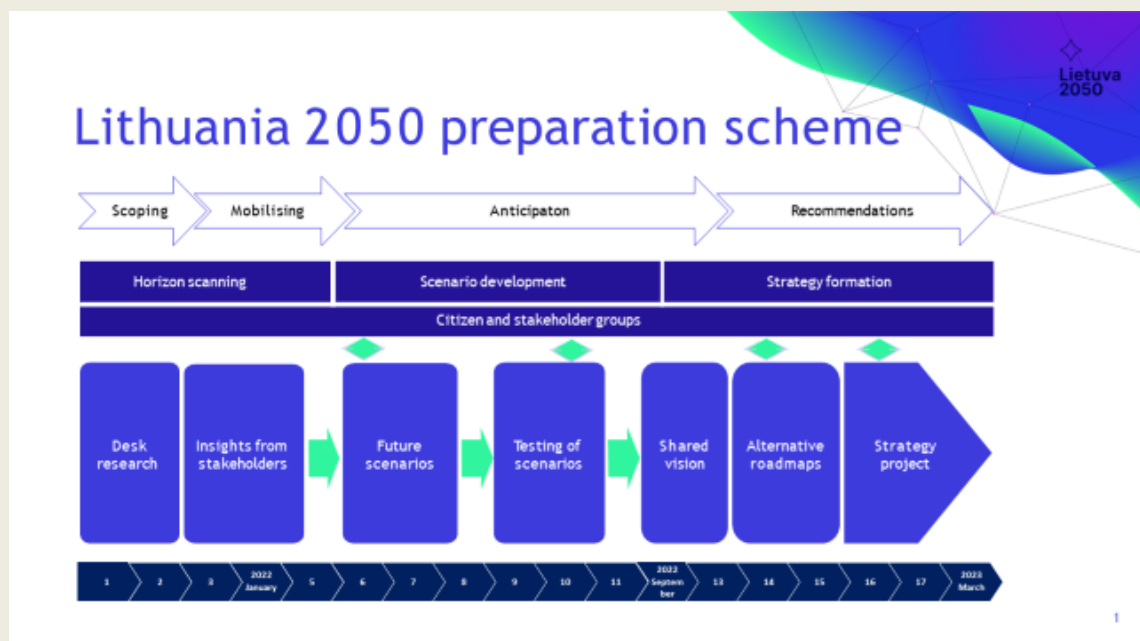 Lietuva
2050
Lithuania 2050 preparation scheme
Scoping
Mobilising
Anticipaton
Recommendations
Horizon scanning
Scenario development
Strategy formation
Citizen and stakeholder groups
Desk
research
Insights from
stakeholders
Future
scenarios
Testing of
scenarios
Shared
vision
Alternative
roadmaps
Strategy
project
1
2
3
2022
January
5
6
7
8
9
10
11
2022
Septem
ber
13
14
15
16
17
2023
March
1